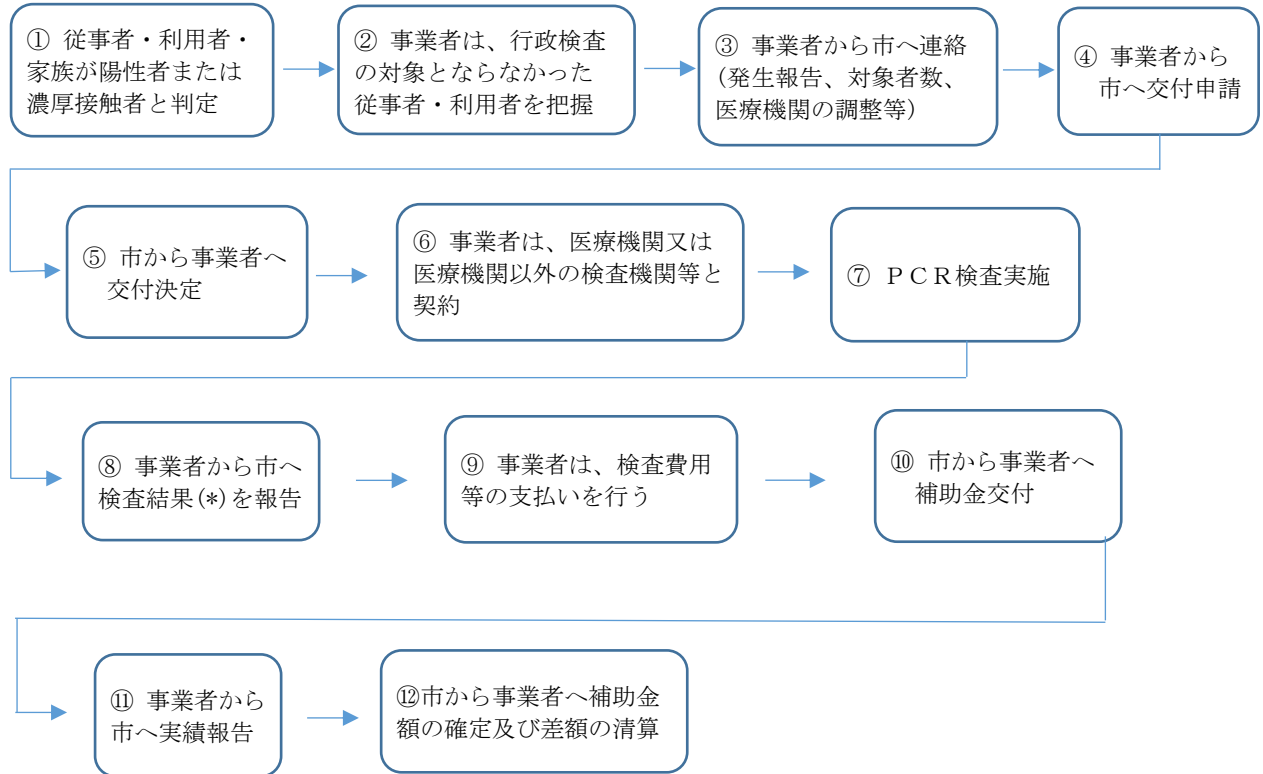 ① 従事者・利用者・
家族が陽性者または
濃厚接触者と判定
② 事業者は、行政検査
の対象とならなかった
従事者・利用者を把握
③ 事業者から市へ連絡
(発生報告、対象者数、
医療機関の調整等)
④ 事業者から
市へ交付申請
⑤ 市から事業者へ
交付決定
⑥ 事業者は、医療機関又は
医療機関以外の検査機関等と
契約
⑦ ＰＣＲ検査実施
⑧ 事業者から市へ
検査結果(*)を報告
⑨ 事業者は、検査費用
等の支払いを行う
⑩ 市から事業者へ
補助金交付
⑪ 事業者から
市へ実績報告
⑫市から事業者へ補助金
額の確定及び差額の清算